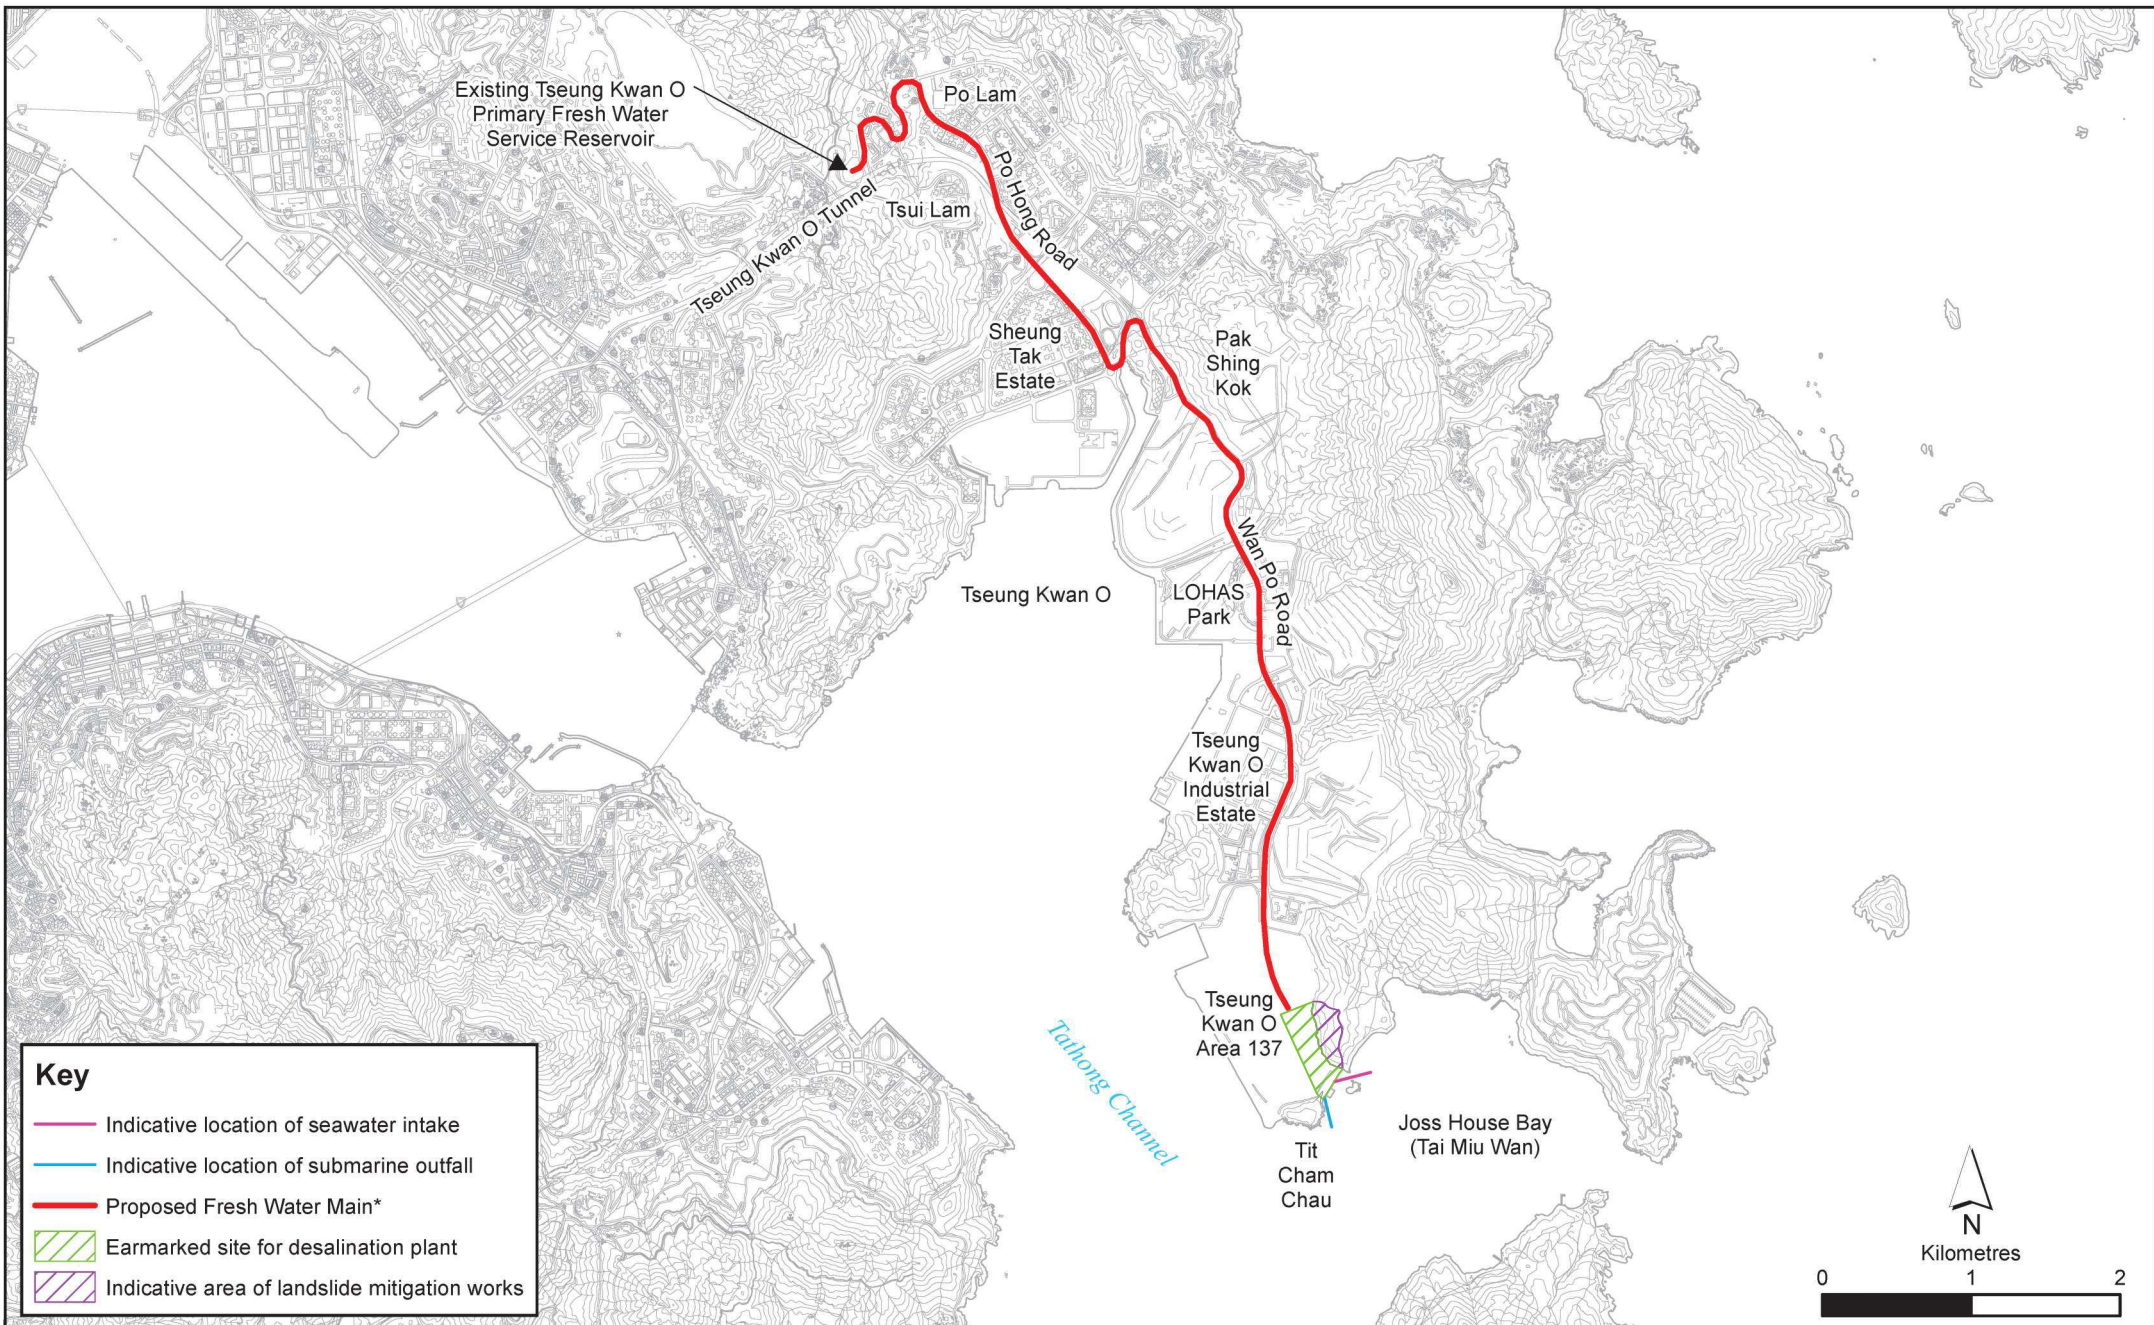 Existing Tseung Kwan O
Primary Fresh Water
Service Reservoir
Po Lam
Po Hong Road
Tsui Lam
Tseung Kwan O Tunnel
Sheung
Tak
Estate
Pak
Shing
Kok
Wan Po Road
Tseung Kwan O
LOHAS
Park
Tseung
Kwan O
Industrial
Estate
Tseung
Kwan O
Area 137
Tathong Channel
Joss House Bay
(Tai Miu Wan)
Tit
Cham
Chau
Key
Indicative location of seawater intake
Indicative location of submarine outfall
Proposed Fresh Water Main*
Earmarked site for desalination plant
Indicative area of landslide mitigation works
N
Kilometres
0 1 2